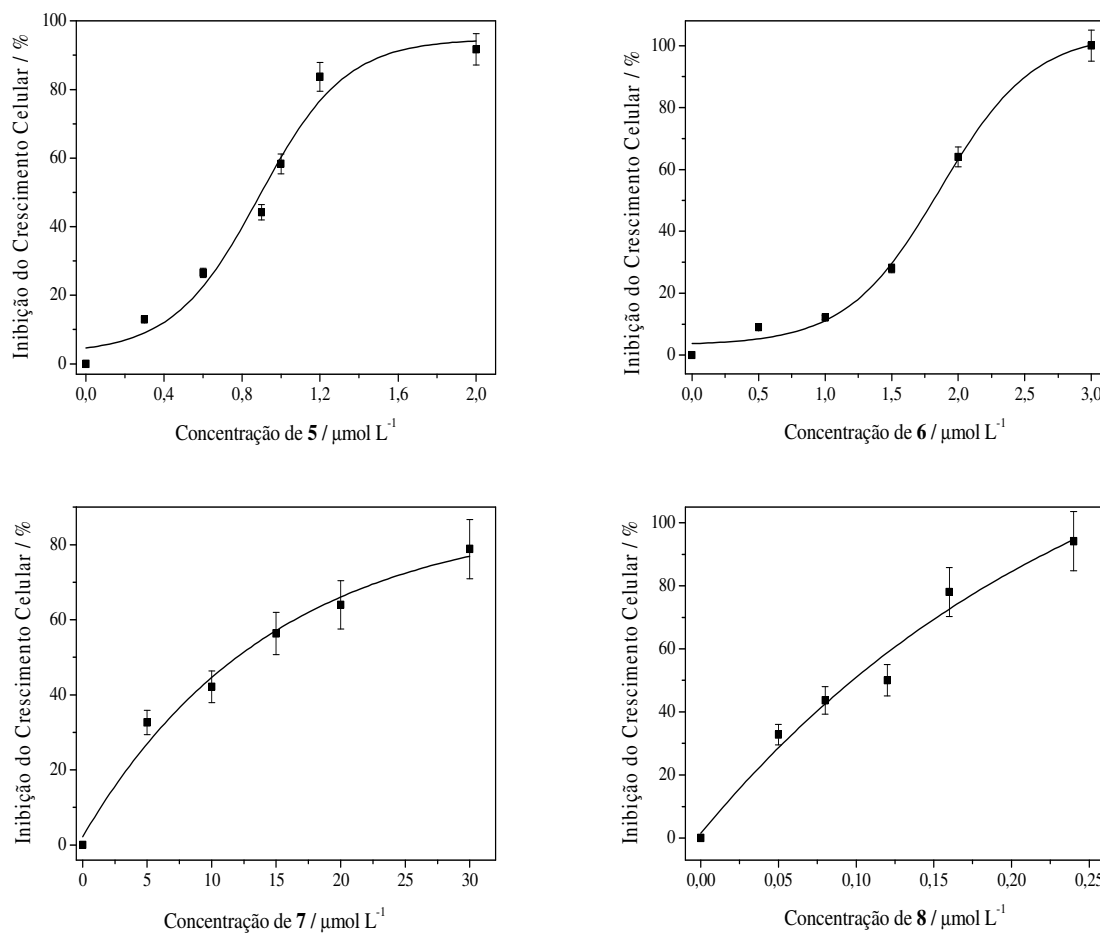 100
80
60
40
20
0
Inibição do Crescimento Celular / %
0,0 0,4 0,8 1,2 1,6 2,0
Concentração de 5 / μmol L-1
100
80
60
40
20
0
Inibição do Crescimento Celular / %
0,0 0,5 1,0 1,5 2,0 2,5 3,0
Concentração de 6 / μmol L-1
80
60
40
20
0
Inibição do Crescimento Celular / %
0 5 10 15 20 25 30
Concentração de 7 / μmol L-1
100
80
60
40
20
0
Inibição do Crescimento Celular / %
0,00 0,05 0,10 0,15 0,20 0,25
Concentração de 8 / μmol L-1